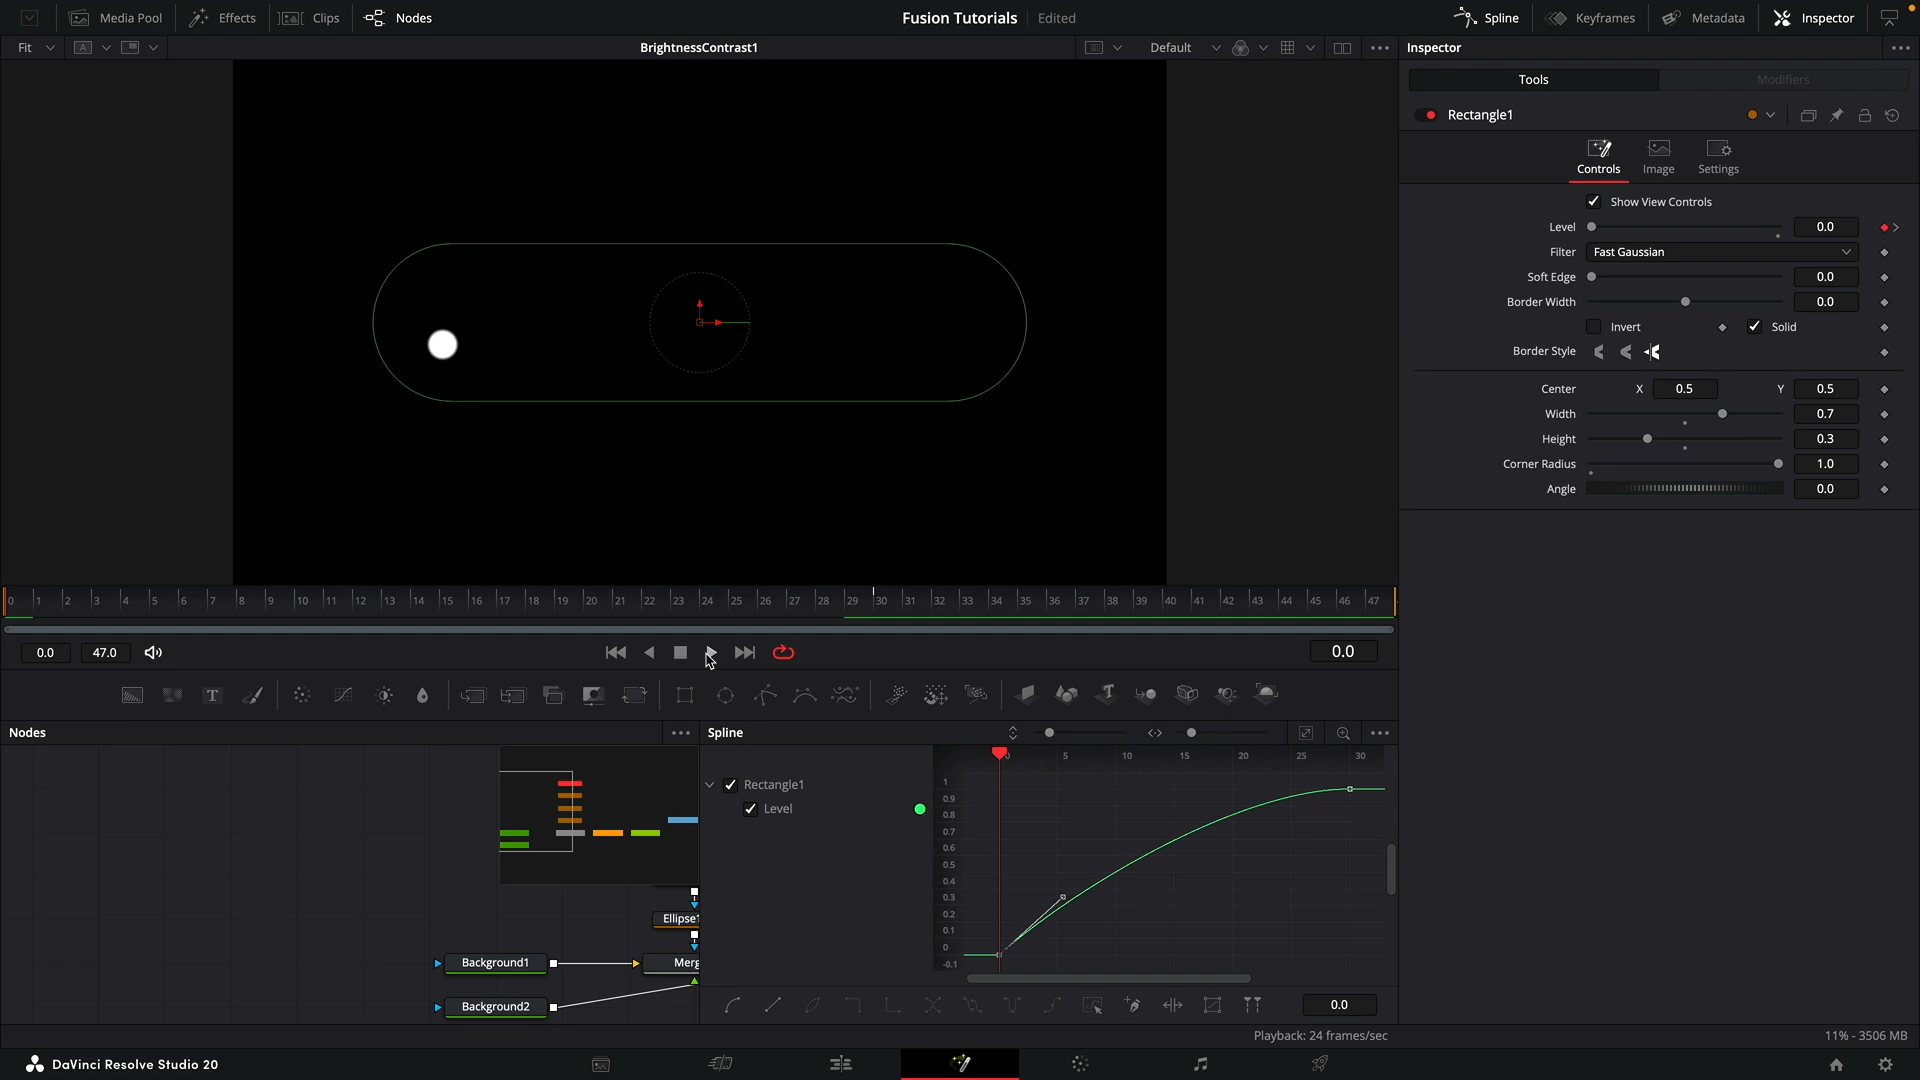 Media Pool Effects Clips Nodes Fusion Tutorials Edited Spline Keyframes Metadata Inspector
Fit A BrightnessContrast1 Default Inspector
Tools Modifiers
Rectangle1
Controls Image Settings
Show View Controls
Level 0.0
Filter Fast Gaussian
Soft Edge 0.0
Border Width 0.0
Invert Solid
Border Style
Center X 0.5 Y 0.5
Width 0.7
Height 0.3
Corner Radius 1.0
Angle 0.0
0 1 2 3 4 5 6 7 8 9 10 11 12 13 14 15 16 17 18 19 20 21 22 23 24 25 26 27 28 29 30 31 32 33 34 35 36 37 38 39 40 41 42 43 44 45 46 47
0.0 47.0 0.0
T
Nodes
Ellipse1
Background1 Merg
Background2
Spline
0 5 10 15 20 25 30
Rectangle1
Level
1
0.9
0.8
0.7
0.6
0.5
0.4
0.3
0.2
0.1
0
-0.1
0.0
Playback: 24 frames/sec 11% - 3506 MB
DaVinci Resolve Studio 20